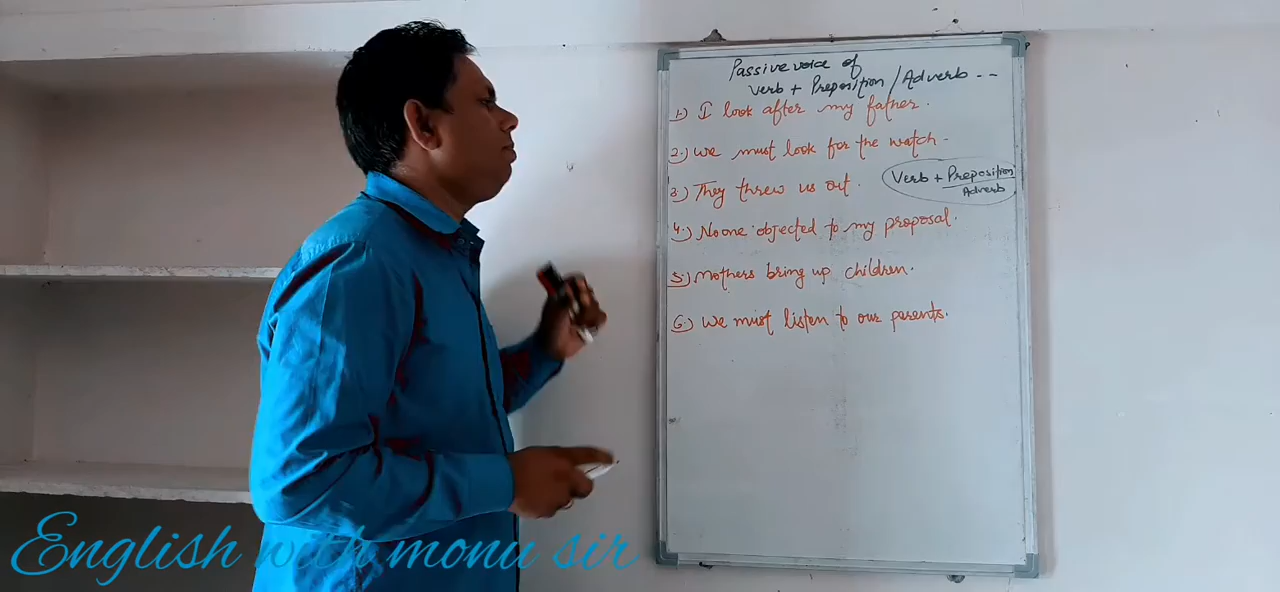 Passive voice of
Verb + Preposition / Adverb --
1.) I look after my father.
2.) We must look for the watch.
3.) They threw us out.
Verb + Preposition
Adverb
4.) No one objected to my proposal.
5.) Mothers bring up children.
6.) We must listen to our parents.
English with monu sir